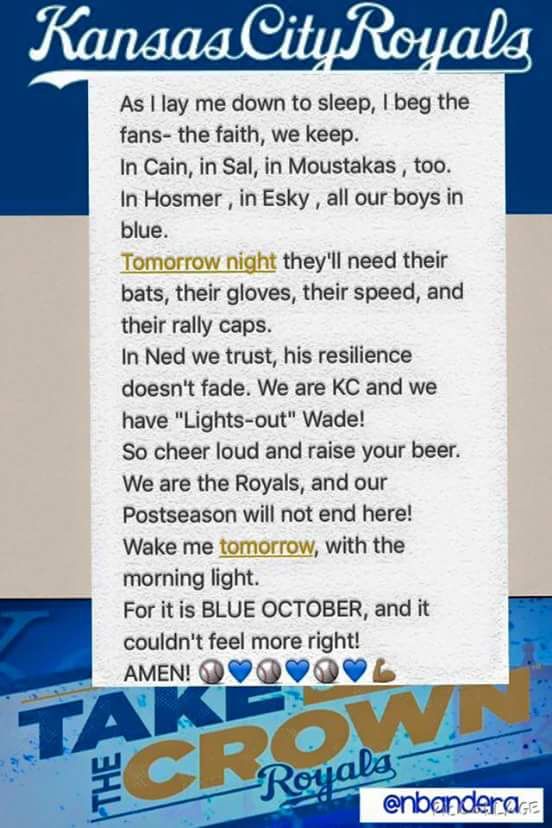 Kansas City Royals
As I lay me down to sleep, I beg the
fans- the faith, we keep.
In Cain, in Sal, in Moustakas , too.
In Hosmer , in Esky , all our boys in
blue.
Tomorrow night they'll need their
bats, their gloves, their speed, and
their rally caps.
In Ned we trust, his resilience
doesn't fade. We are KC and we
have "Lights-out" Wade!
So cheer loud and raise your beer.
We are the Royals, and our
Postseason will not end here!
Wake me tomorrow, with the
morning light.
For it is BLUE OCTOBER, and it
couldn't feel more right!
AMEN! ⚾💙⚾💙⚾💙💪🏾
TAKE
THE CROWN
Royals
@nbandera